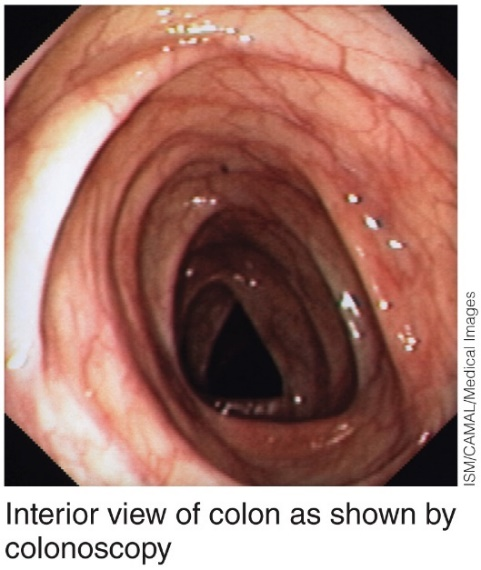 ISM/CAMAL/Medical Images
Interior view of colon as shown by
colonoscopy